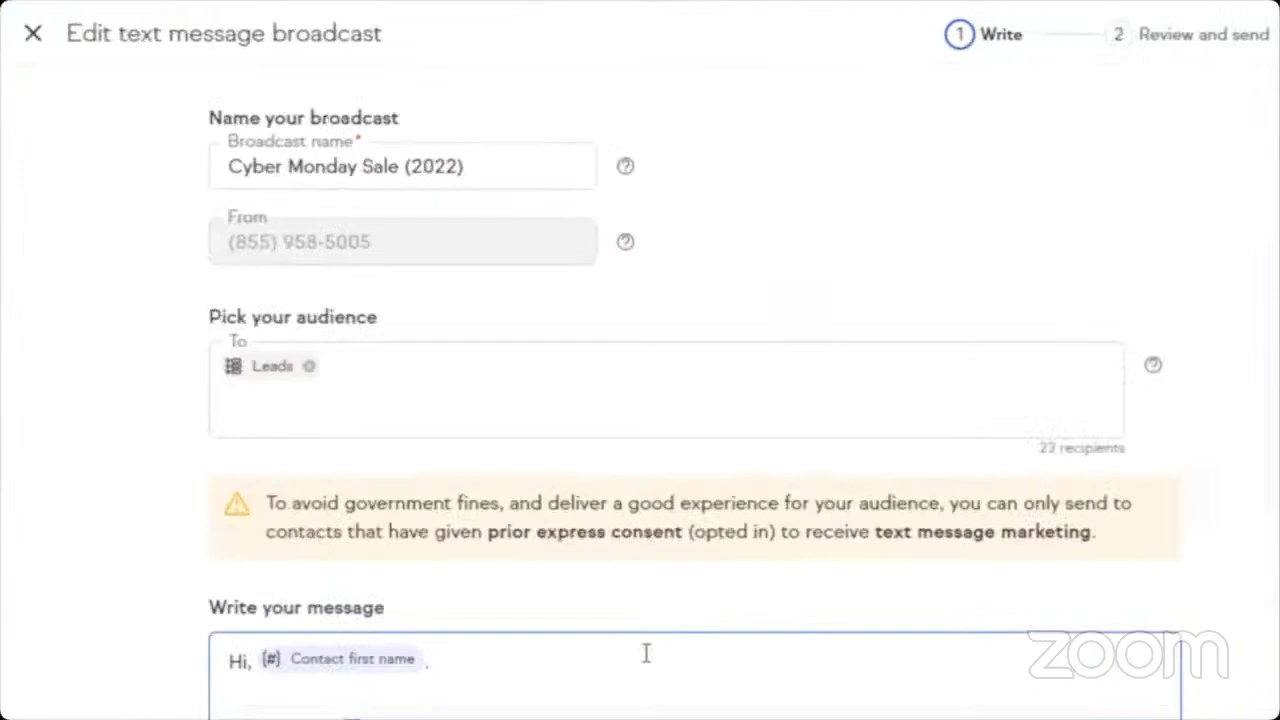 Edit text message broadcast
1 Write
2 Review and send
Name your broadcast
Broadcast name*
Cyber Monday Sale (2022)
From
(855) 958-5005
Pick your audience
To
Leads
23 recipients
To avoid government fines, and deliver a good experience for your audience, you can only send to
contacts that have given prior express consent (opted in) to receive text message marketing.
Write your message
Hi, {#} Contact first name .
zoom